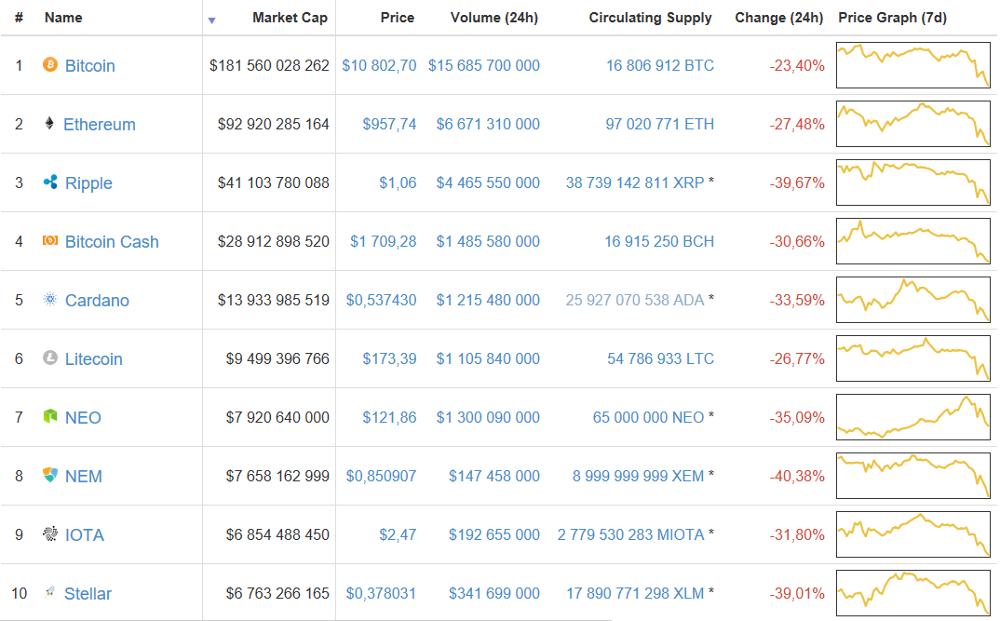 # Name ▼ Market Cap Price Volume (24h) Circulating Supply Change (24h) Price Graph (7d)
1 Bitcoin $181 560 028 262 $10 802,70 $15 685 700 000 16 806 912 BTC -23,40%
2 Ethereum $92 920 285 164 $957,74 $6 671 310 000 97 020 771 ETH -27,48%
3 Ripple $41 103 780 088 $1,06 $4 465 550 000 38 739 142 811 XRP * -39,67%
4 Bitcoin Cash $28 912 898 520 $1 709,28 $1 485 580 000 16 915 250 BCH -30,66%
5 Cardano $13 933 985 519 $0,537430 $1 215 480 000 25 927 070 538 ADA * -33,59%
6 Litecoin $9 499 396 766 $173,39 $1 105 840 000 54 786 933 LTC -26,77%
7 NEO $7 920 640 000 $121,86 $1 300 090 000 65 000 000 NEO * -35,09%
8 NEM $7 658 162 999 $0,850907 $147 458 000 8 999 999 999 XEM * -40,38%
9 IOTA $6 854 488 450 $2,47 $192 655 000 2 779 530 283 MIOTA * -31,80%
10 Stellar $6 763 266 165 $0,378031 $341 699 000 17 890 771 298 XLM * -39,01%